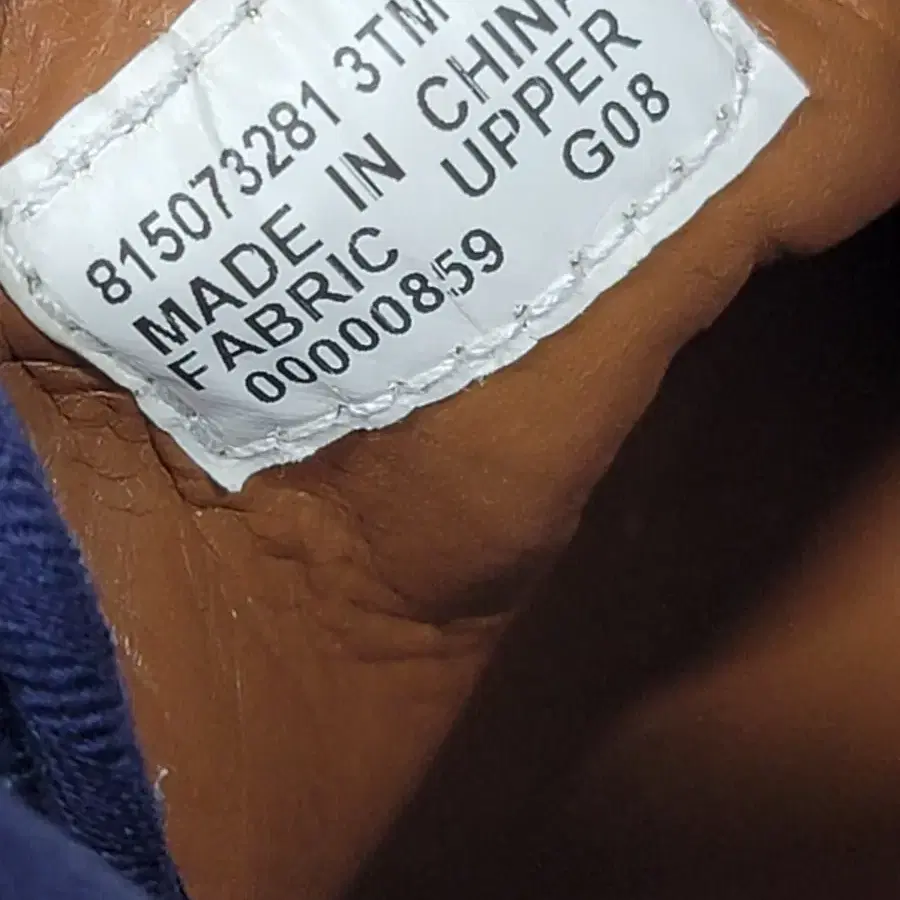 815073281 3TM
MADE IN CHINA
FABRIC UPPER
00000859 G08